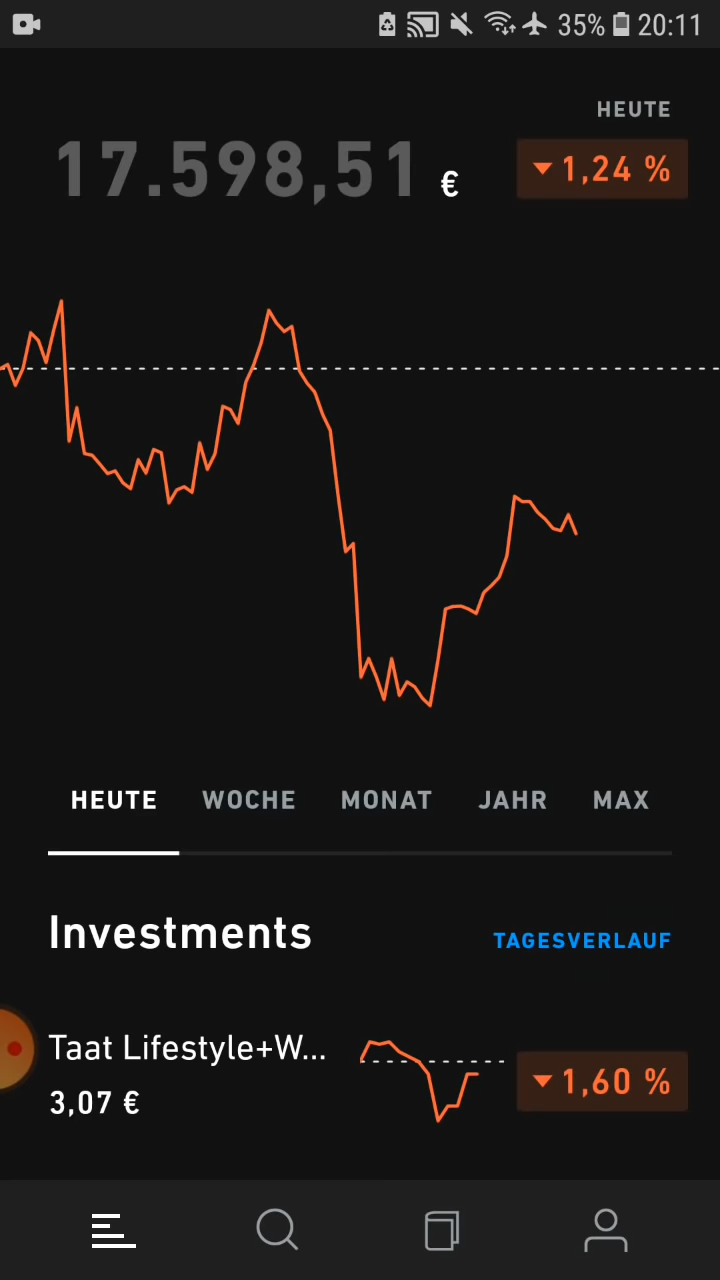 35% 20:11
HEUTE
17.598,51 € 1,24 %
HEUTE WOCHE MONAT JAHR MAX
Investments TAGESVERLAUF
Taat Lifestyle+W...
3,07 € 1,60 %